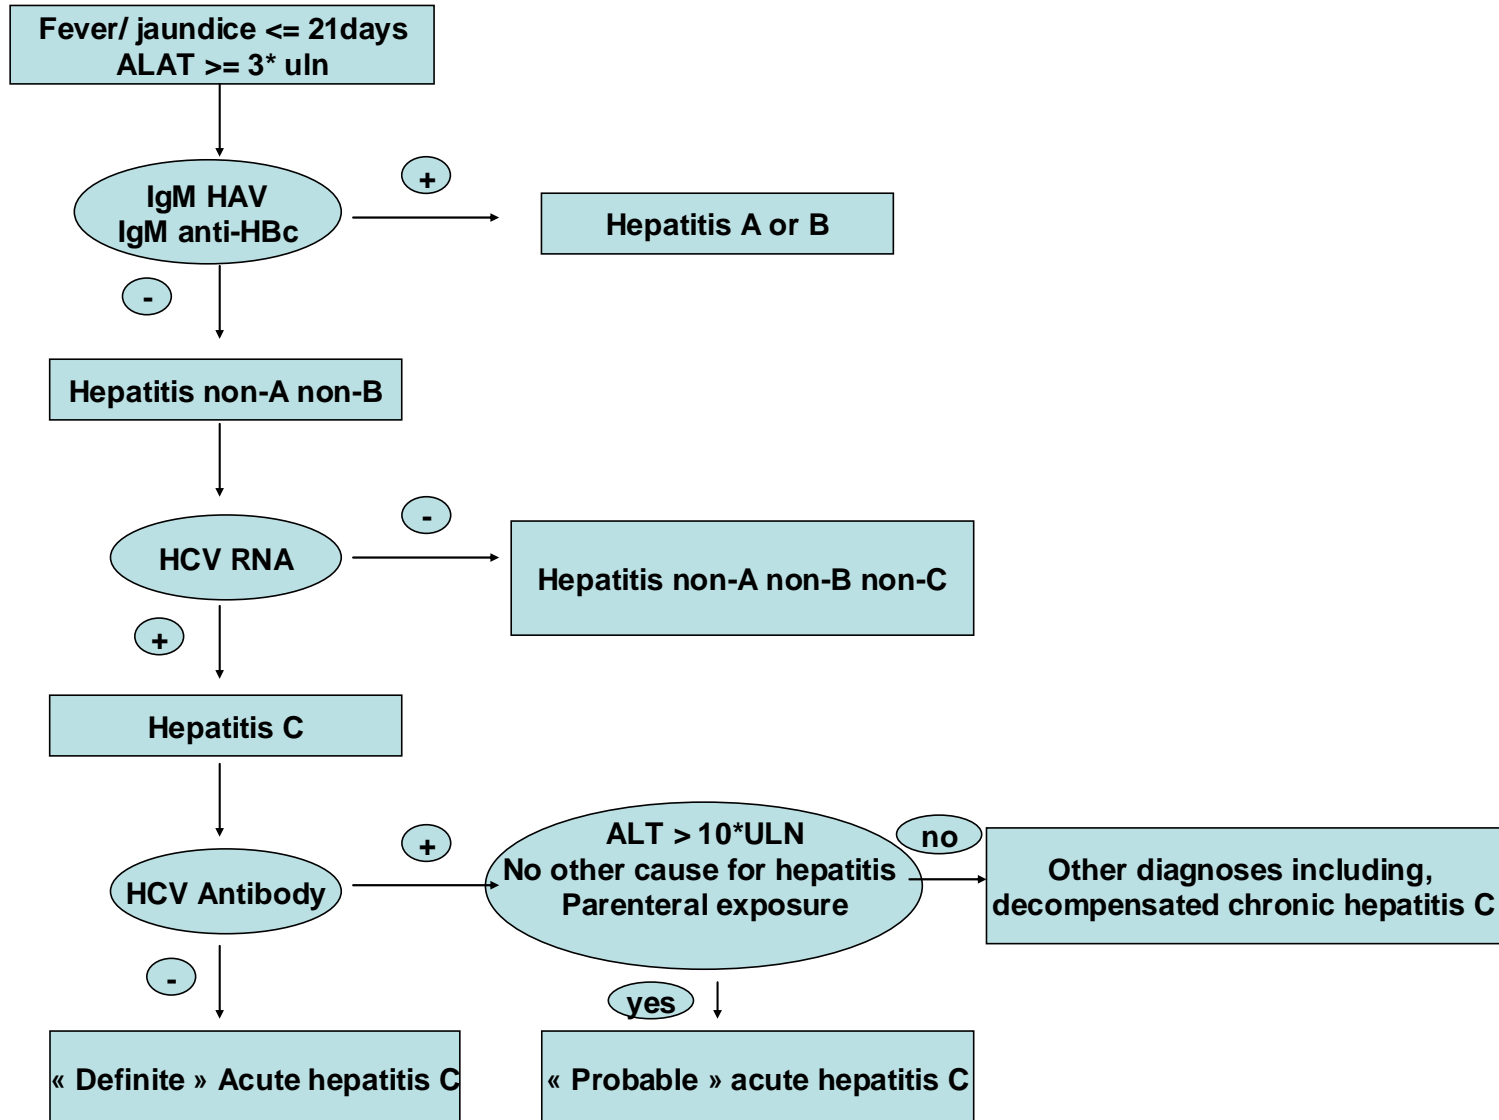 Fever/ jaundice <= 21days
ALAT >= 3* uln
+
IgM HAV
IgM anti-HBc
Hepatitis A or B
-
Hepatitis non-A non-B
-
HCV RNA
Hepatitis non-A non-B non-C
+
Hepatitis C
+
HCV Antibody
ALT > 10*ULN
No other cause for hepatitis
Parenteral exposure
no
Other diagnoses including,
decompensated chronic hepatitis C
-
yes
« Definite » Acute hepatitis C
« Probable » acute hepatitis C